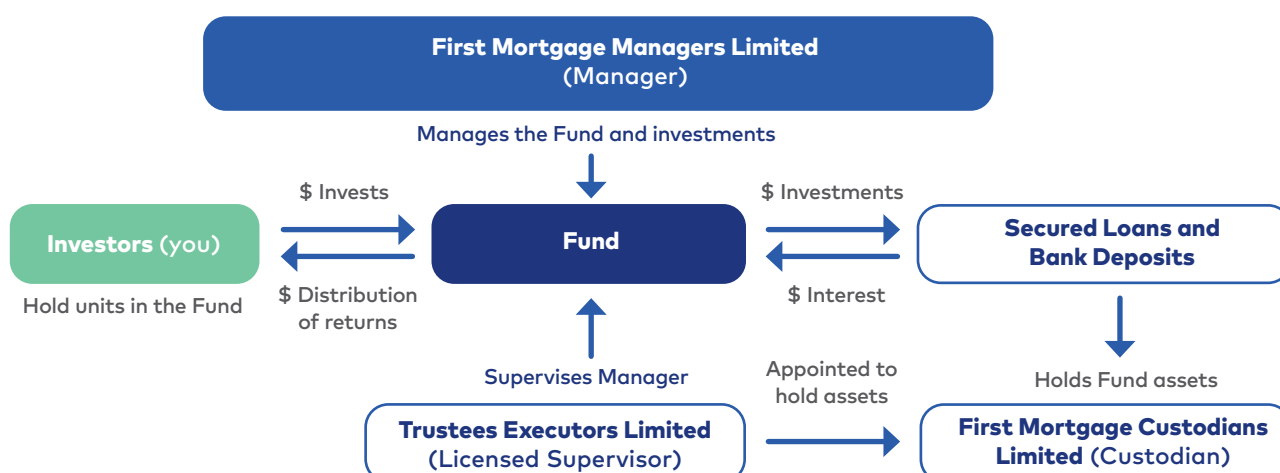 First Mortgage Managers Limited
(Manager)
Manages the Fund and investments
$ Invests
$ Investments
Investors (you)
Fund
Secured Loans and
Bank Deposits
Hold units in the Fund
$ Distribution
of returns
$ Interest
Supervises Manager
Appointed to
hold assets
Holds Fund assets
Trustees Executors Limited
(Licensed Supervisor)
First Mortgage Custodians
Limited (Custodian)